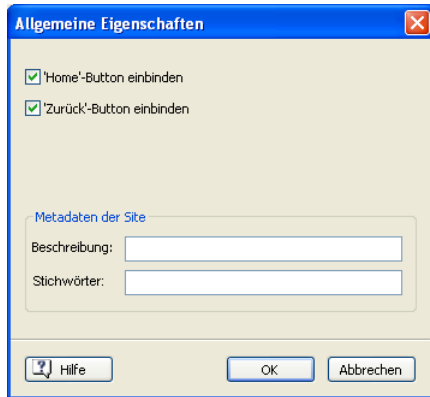 Allgemeine Eigenschaften
'Home'-Button einbinden
'Zurück'-Button einbinden
Metadaten der Site
Beschreibung:
Stichwörter:
Hilfe OK Abbrechen